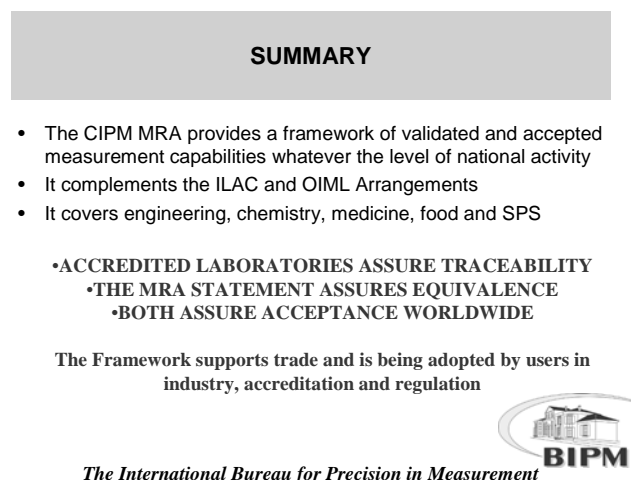 SUMMARY
• The CIPM MRA provides a framework of validated and accepted
measurement capabilities whatever the level of national activity
• It complements the ILAC and OIML Arrangements
• It covers engineering, chemistry, medicine, food and SPS
•ACCREDITED LABORATORIES ASSURE TRACEABILITY
•THE MRA STATEMENT ASSURES EQUIVALENCE
•BOTH ASSURE ACCEPTANCE WORLDWIDE
The Framework supports trade and is being adopted by users in
industry, accreditation and regulation
BIPM
The International Bureau for Precision in Measurement